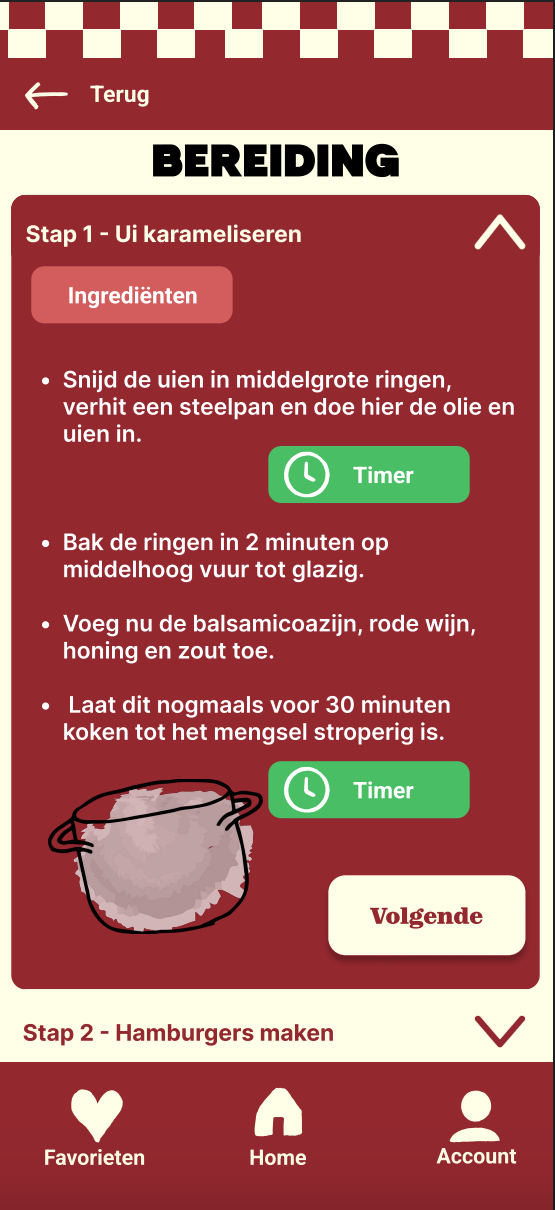 Terug
BEREIDING
Stap 1 - Ui karameliseren
Ingrediënten
• Snijd de uien in middelgrote ringen,
verhit een steelpan en doe hier de olie en
uien in.
Timer
• Bak de ringen in 2 minuten op
middelhoog vuur tot glazig.
• Voeg nu de balsamicoazijn, rode wijn,
honing en zout toe.
• Laat dit nogmaals voor 30 minuten
koken tot het mengsel stroperig is.
Timer
Volgende
Stap 2 - Hamburgers maken
Favorieten
Home
Account